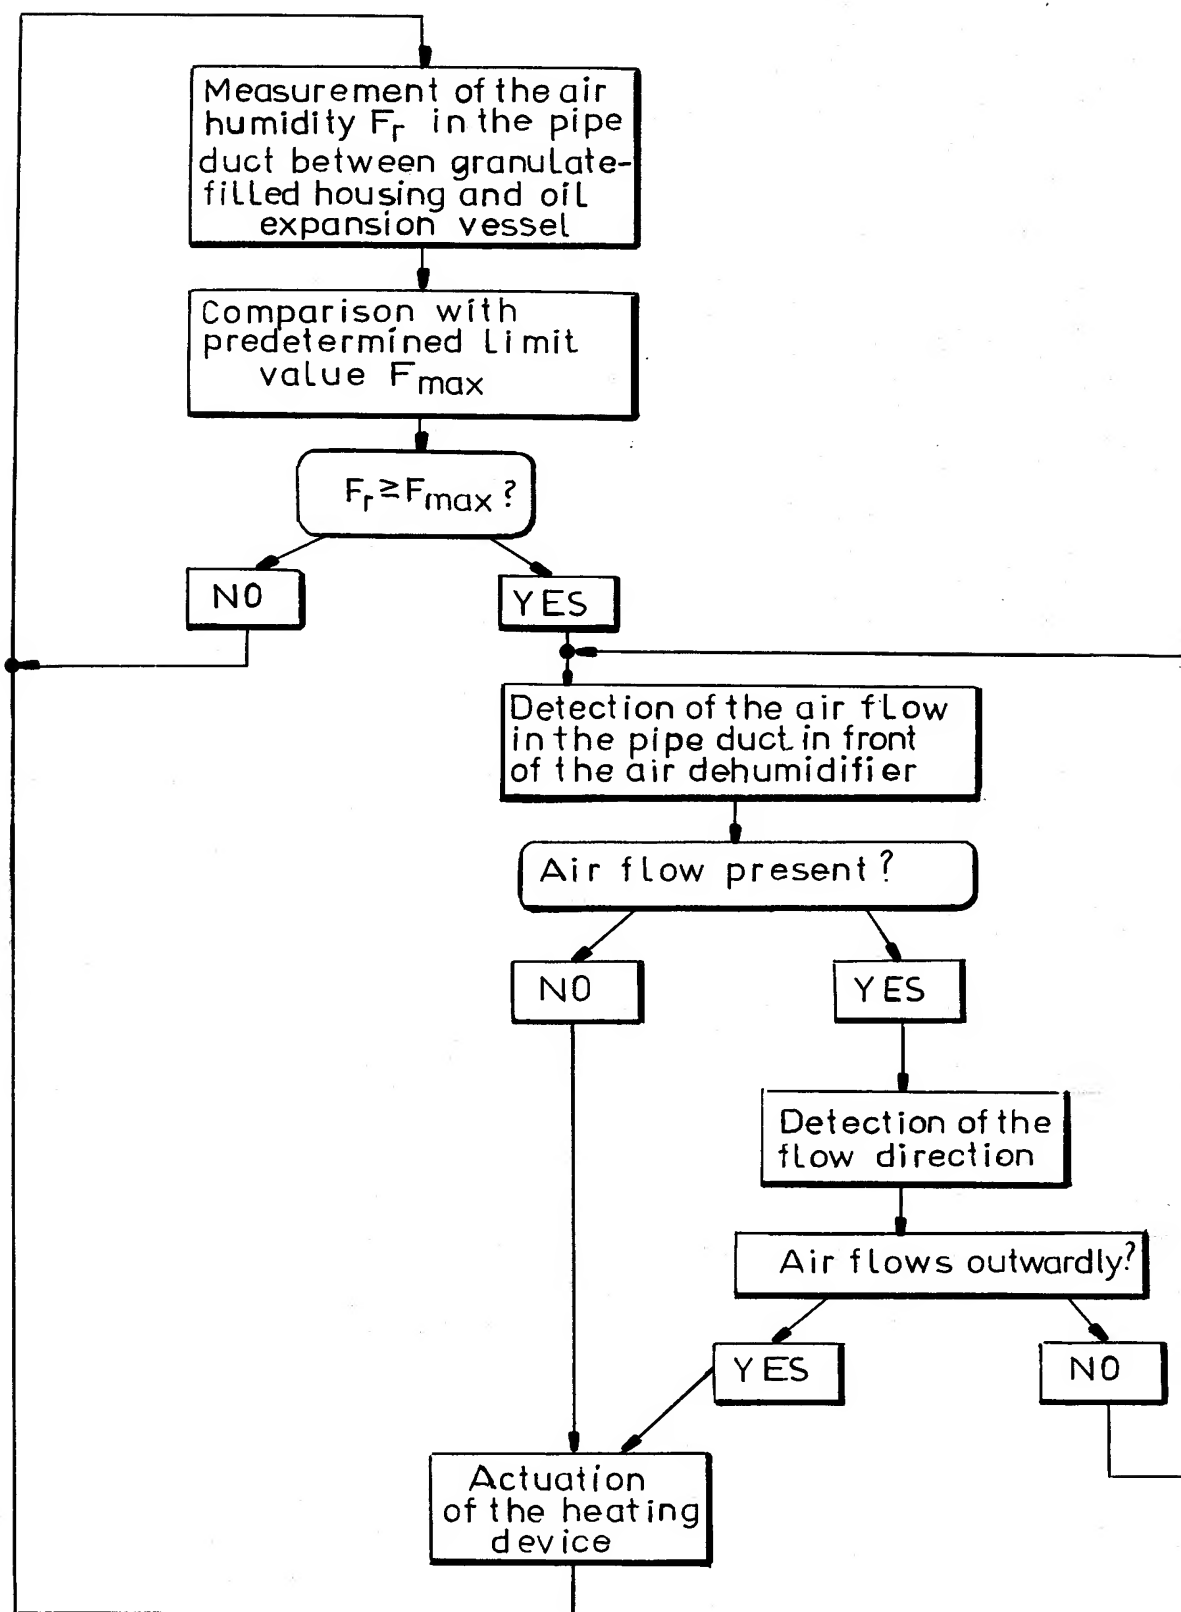 Measurement of the air
humidity Fr in the pipe
duct between granulate-
filled housing and oil
expansion vessel
Comparison with
predetermined limit
value Fmax
Fr ≥ Fmax ?
NO
YES
Detection of the air flow
in the pipe duct in front
of the air dehumidifier
Air flow present ?
NO
YES
Detection of the
flow direction
Air flows outwardly?
YES
NO
Actuation
of the heating
device